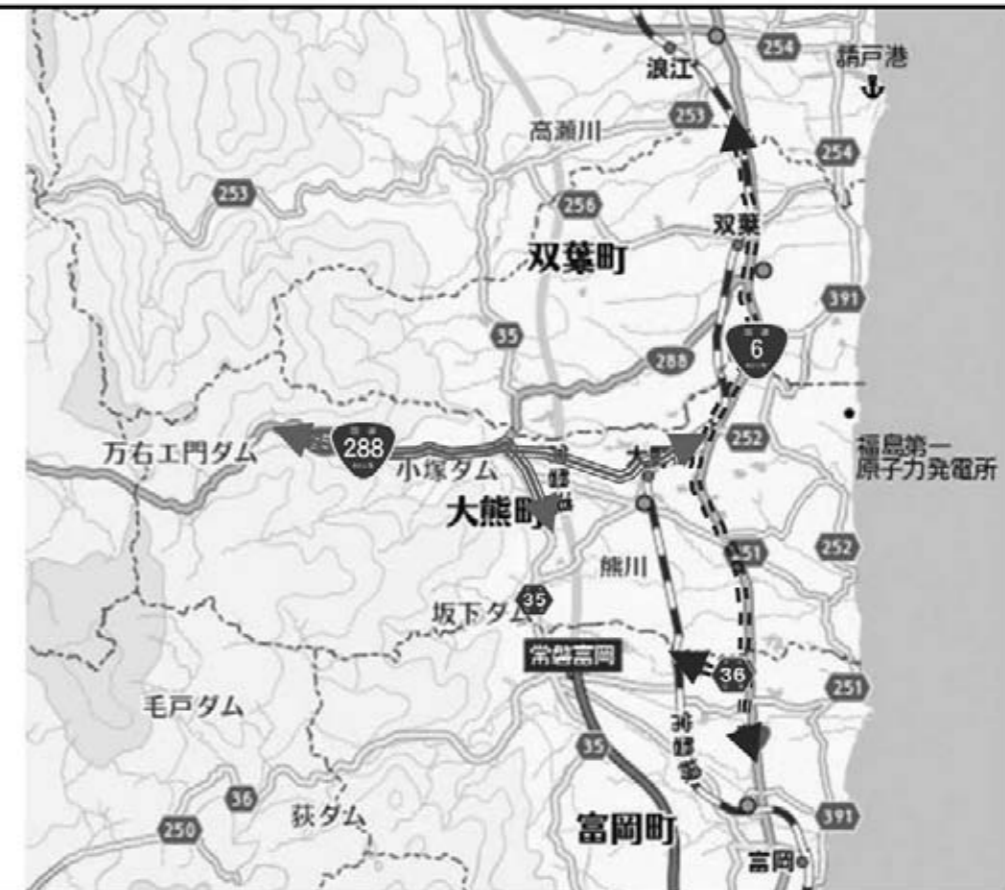 254
請戸港
浪江
253
高瀬川
254
253
256
双葉
双葉町
391
35
国道
6
288
252
万右エ門ダム
288
小塚ダム
福島第一
原子力発電所
大熊町
252
熊川
35
坂下ダム
常磐富岡
36
251
毛戸ダム
35
36
荻ダム
391
250
富岡町
富岡